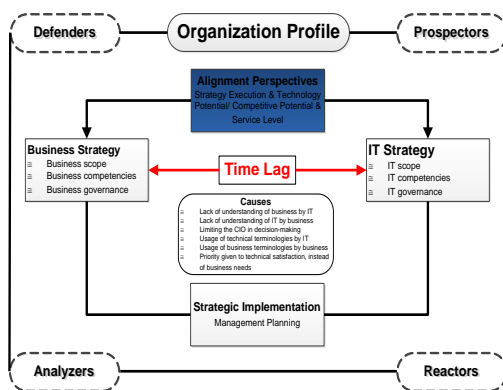 Defenders
Organization Profile
Prospectors
Alignment Perspectives
Strategy Execution & Technology
Potential/ Competitive Potential &
Service Level
Business Strategy
Business scope
Business competencies
Business governance
Time Lag
IT Strategy
IT scope
IT competencies
IT governance
Causes
Lack of understanding of business by IT
Lack of understanding of IT by business
Limiting the CIO in decision-making
Usage of technical terminologies by IT
Usage of business terminologies by business
Priority given to technical satisfaction, instead
of business needs
Strategic Implementation
Management Planning
Analyzers
Reactors